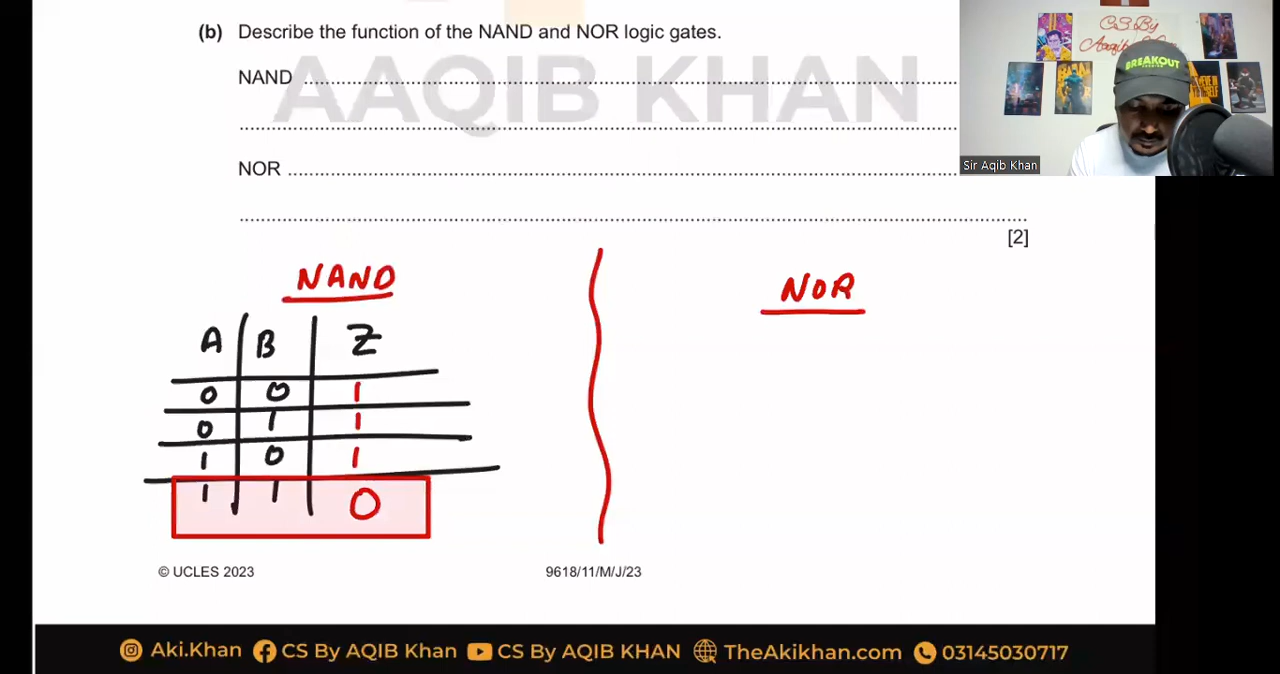 (b) Describe the function of the NAND and NOR logic gates.
AAQIB KHAN
NAND
NOR
[2]
NAND
NOR
A B Z
0 0 1
0 1 1
1 0 1
1 1 0
© UCLES 2023
9618/11/M/J/23
CS By
BREAKOUT
Sir Aqib Khan
Aki.Khan CS By AQIB Khan CS By AQIB KHAN TheAkikhan.com 03145030717